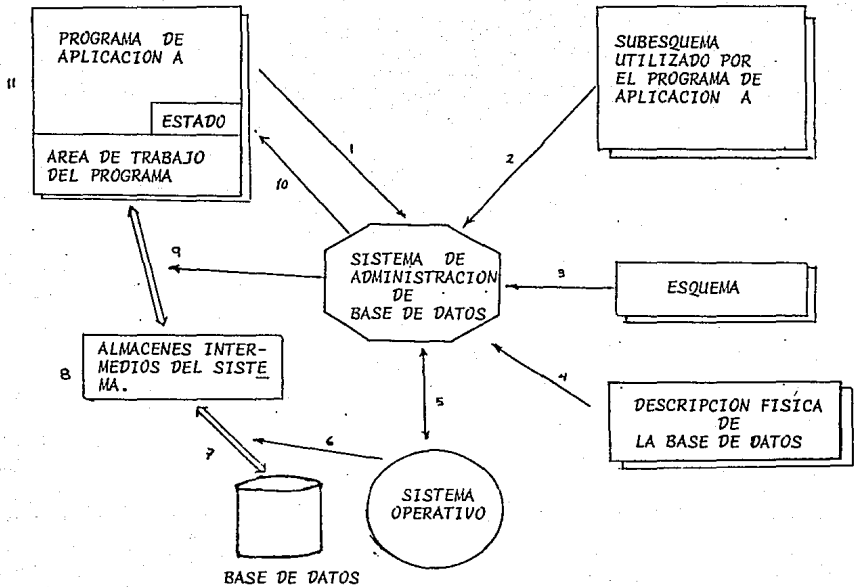 PROGRAMA DE
APLICACION A
11
ESTADO
AREA DE TRABAJO
DEL PROGRAMA
SUBESQUEMA
UTILIZADO POR
EL PROGRAMA DE
APLICACION A
1
2
10
9
SISTEMA DE
ADMINISTRACION
DE
BASE DE DATOS
3
ESQUEMA
8
ALMACENES INTER-
MEDIOS DEL SISTE
MA.
5
4
DESCRIPCION FISÍCA
DE
LA BASE DE DATOS
7
6
SISTEMA
OPERATIVO
BASE DE DATOS